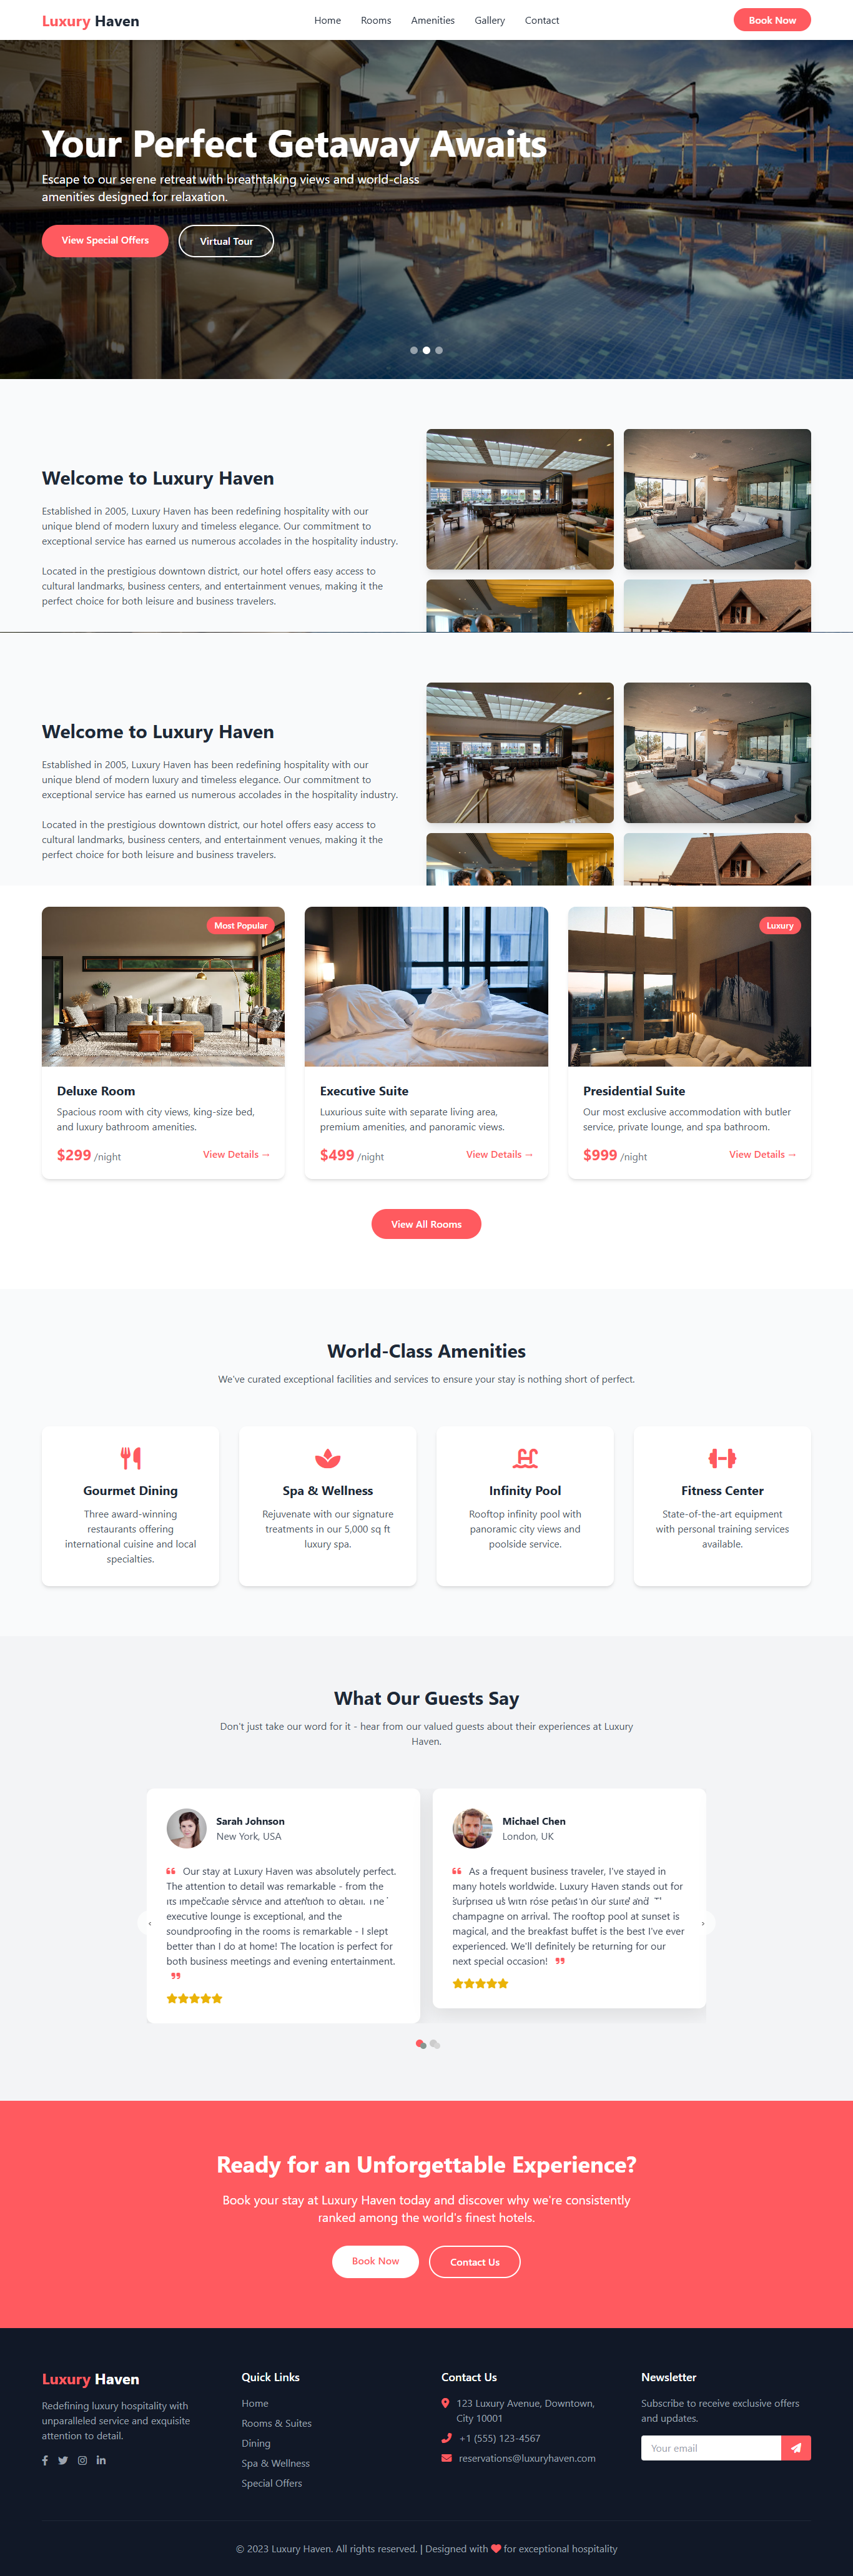 Luxury Haven
Home
Rooms
Amenities
Gallery
Contact
Book Now
Your Perfect Getaway Awaits
Escape to our serene retreat with breathtaking views and world-class
amenities designed for relaxation.
View Special Offers
Virtual Tour
Welcome to Luxury Haven
Established in 2005, Luxury Haven has been redefining hospitality with our
unique blend of modern luxury and timeless elegance. Our commitment to
exceptional service has earned us numerous accolades in the hospitality industry.
Located in the prestigious downtown district, our hotel offers easy access to
cultural landmarks, business centers, and entertainment venues, making it the
perfect choice for both leisure and business travelers.
Welcome to Luxury Haven
Established in 2005, Luxury Haven has been redefining hospitality with our
unique blend of modern luxury and timeless elegance. Our commitment to
exceptional service has earned us numerous accolades in the hospitality industry.
Located in the prestigious downtown district, our hotel offers easy access to
cultural landmarks, business centers, and entertainment venues, making it the
perfect choice for both leisure and business travelers.
Most Popular
Deluxe Room
Spacious room with city views, king-size bed,
and luxury bathroom amenities.
$299 /night
View Details →
Executive Suite
Luxurious suite with separate living area,
premium amenities, and panoramic views.
$499 /night
View Details →
Luxury
Presidential Suite
Our most exclusive accommodation with butler
service, private lounge, and spa bathroom.
$999 /night
View Details →
View All Rooms
World-Class Amenities
We've curated exceptional facilities and services to ensure your stay is nothing short of perfect.
Gourmet Dining
Three award-winning
restaurants offering
international cuisine and local
specialties.
Spa & Wellness
Rejuvenate with our signature
treatments in our 5,000 sq ft
luxury spa.
Infinity Pool
Rooftop infinity pool with
panoramic city views and
poolside service.
Fitness Center
State-of-the-art equipment
with personal training services
available.
What Our Guests Say
Don't just take our word for it - hear from our valued guests about their experiences at Luxury
Haven.
Sarah Johnson
New York, USA
Our stay at Luxury Haven was absolutely perfect.
The attention to detail was remarkable - from the
its impeccable service and attention to detail. The
executive lounge is exceptional, and the
soundproofing in the rooms is remarkable - I slept
better than I do at home! The location is perfect for
both business meetings and evening entertainment.
Michael Chen
London, UK
As a frequent business traveler, I've stayed in
many hotels worldwide. Luxury Haven stands out for
surprised us with rose petals in our suite and
champagne on arrival. The rooftop pool at sunset is
magical, and the breakfast buffet is the best I've ever
experienced. We'll definitely be returning for our
next special occasion!
Ready for an Unforgettable Experience?
Book your stay at Luxury Haven today and discover why we're consistently
ranked among the world's finest hotels.
Book Now
Contact Us
Luxury Haven
Redefining luxury hospitality with
unparalleled service and exquisite
attention to detail.
Quick Links
Home
Rooms & Suites
Dining
Spa & Wellness
Special Offers
Contact Us
123 Luxury Avenue, Downtown,
City 10001
+1 (555) 123-4567
reservations@luxuryhaven.com
Newsletter
Subscribe to receive exclusive offers
and updates.
Your email
© 2023 Luxury Haven. All rights reserved. | Designed with ❤ for exceptional hospitality